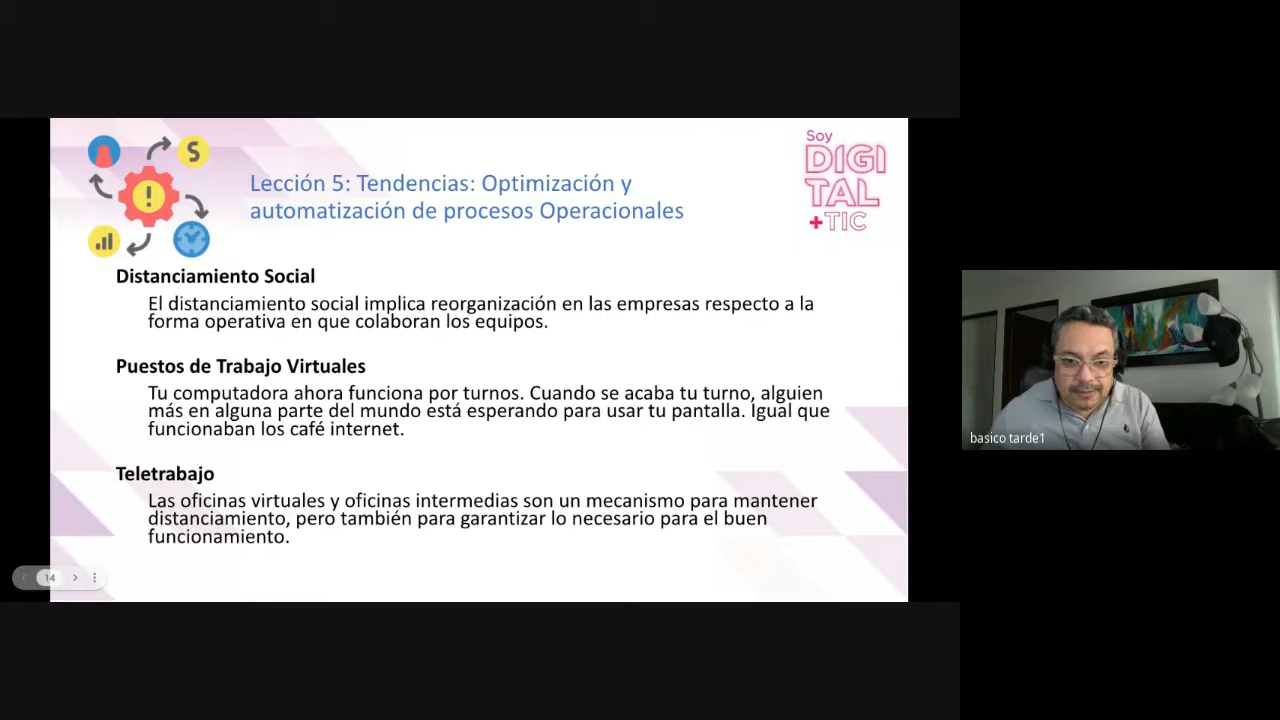 Soy
DIGI
TAL
+TIC
Lección 5: Tendencias: Optimización y
automatización de procesos Operacionales
Distanciamiento Social
El distanciamiento social implica reorganización en las empresas respecto a la
forma operativa en que colaboran los equipos.
Puestos de Trabajo Virtuales
Tu computadora ahora funciona por turnos. Cuando se acaba tu turno, alguien
más en alguna parte del mundo está esperando para usar tu pantalla. Igual que
funcionaban los café internet.
Teletrabajo
Las oficinas virtuales y oficinas intermedias son un mecanismo para mantener
distanciamiento, pero también para garantizar lo necesario para el buen
funcionamiento.
14
basico tarde1